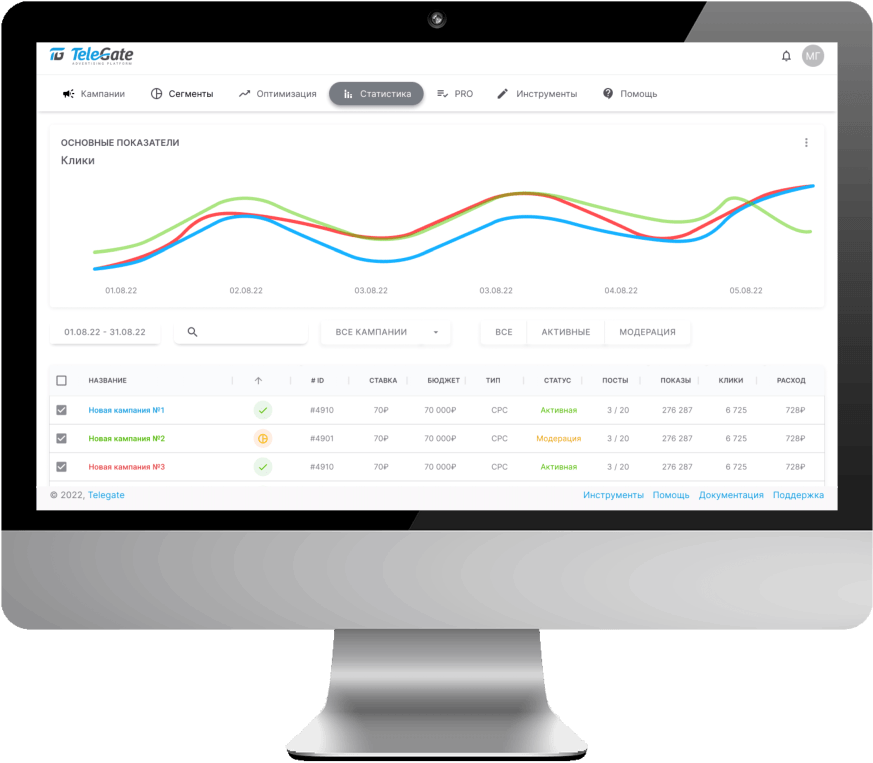 TeleGate
ADVERTISING PLATFORM
МГ
Кампании Сегменты Оптимизация Статистика PRO Инструменты Помощь
ОСНОВНЫЕ ПОКАЗАТЕЛИ
Клики
01.08.22 02.08.22 03.08.22 03.08.22 04.08.22 05.08.22
01.08.22 - 31.08.22 ВСЕ КАМПАНИИ ВСЕ АКТИВНЫЕ МОДЕРАЦИЯ
НАЗВАНИЕ # ID СТАВКА БЮДЖЕТ ТИП СТАТУС ПОСТЫ ПОКАЗЫ КЛИКИ РАСХОД
Новая кампания №1 #4910 70₽ 70 000₽ CPC Активная 3 / 20 276 287 6 725 728₽
Новая кампания №2 #4901 70₽ 70 000₽ CPC Модерация 3 / 20 276 287 6 725 728₽
Новая кампания №3 #4910 70₽ 70 000₽ CPC Активная 3 / 20 276 287 6 725 728₽
© 2022, Telegate Инструменты Помощь Документация Поддержка